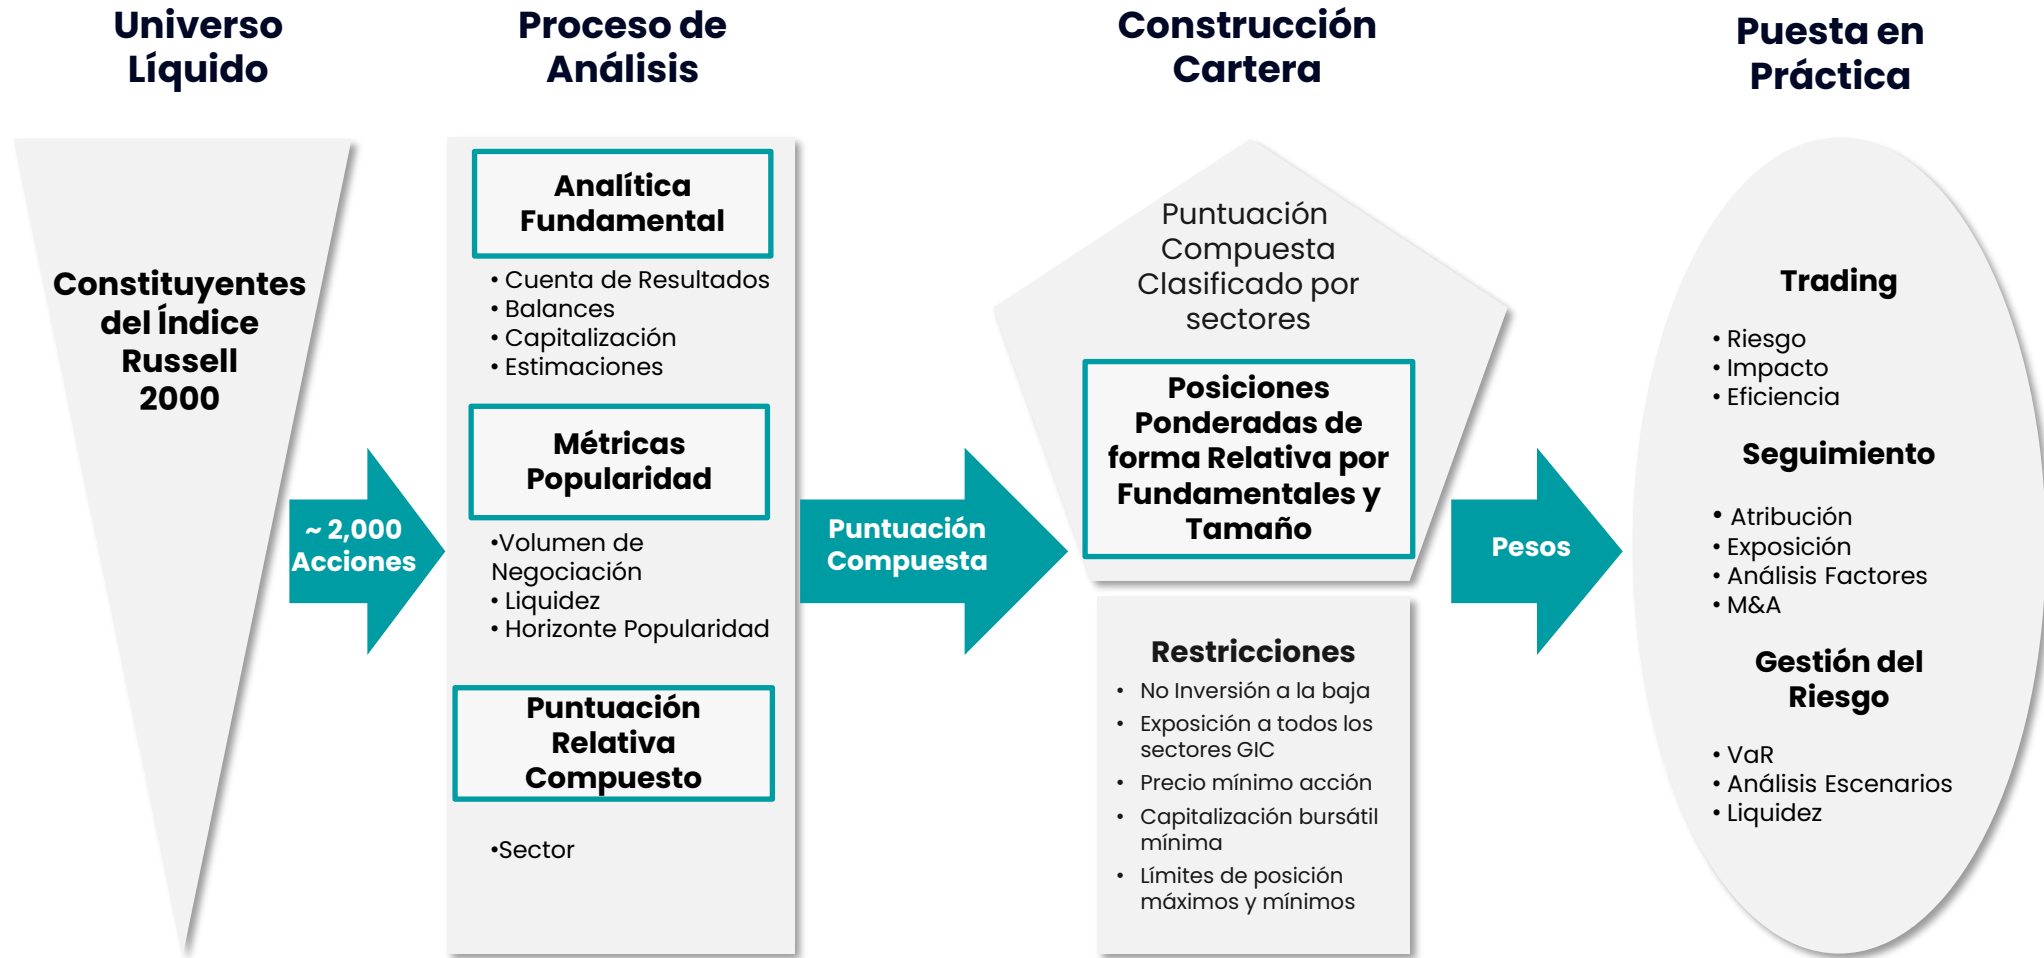 Universo
Líquido
Constituyentes
del Índice
Russell
2000
~ 2,000
Acciones
Proceso de
Análisis
Analítica
Fundamental
• Cuenta de Resultados
• Balances
• Capitalización
• Estimaciones
Métricas
Popularidad
•Volumen de
Negociación
• Liquidez
• Horizonte Popularidad
Puntuación
Relativa
Compuesto
•Sector
Puntuación
Compuesta
Construcción
Cartera
Puntuación
Compuesta
Clasificado por
sectores
Posiciones
Ponderadas de
forma Relativa por
Fundamentales y
Tamaño
Restricciones
• No Inversión a la baja
• Exposición a todos los
sectores GIC
• Precio mínimo acción
• Capitalización bursátil
mínima
• Límites de posición
máximos y mínimos
Pesos
Puesta en
Práctica
Trading
• Riesgo
• Impacto
• Eficiencia
Seguimiento
• Atribución
• Exposición
• Análisis Factores
• M&A
Gestión del
Riesgo
• VaR
• Análisis Escenarios
• Liquidez